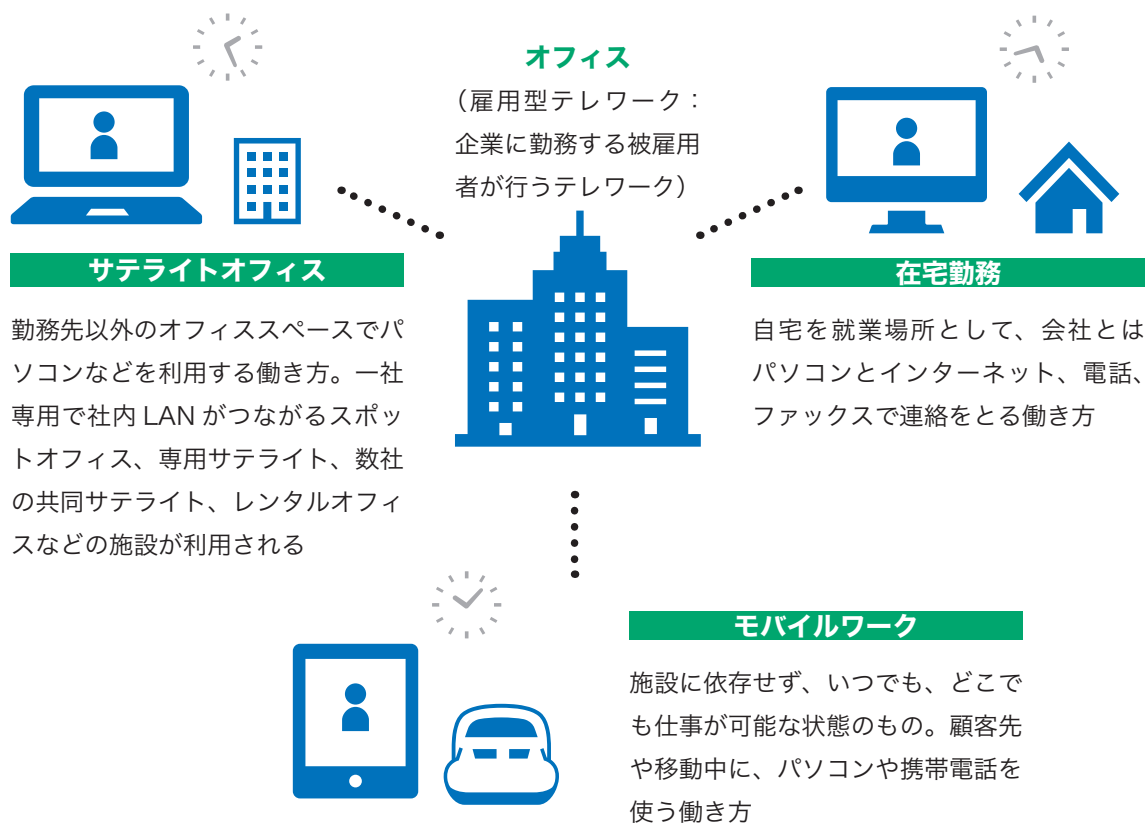 オフィス
（雇用型テレワーク：
企業に勤務する被雇用
者が行うテレワーク）
サテライトオフィス
勤務先以外のオフィススペースでパ
ソコンなどを利用する働き方。一社
専用で社内 LAN がつながるスポッ
トオフィス、専用サテライト、数社
の共同サテライト、レンタルオフィ
スなどの施設が利用される
在宅勤務
自宅を就業場所として、会社とは
パソコンとインターネット、電話、
ファックスで連絡をとる働き方
モバイルワーク
施設に依存せず、いつでも、どこで
も仕事が可能な状態のもの。顧客先
や移動中に、パソコンや携帯電話を
使う働き方